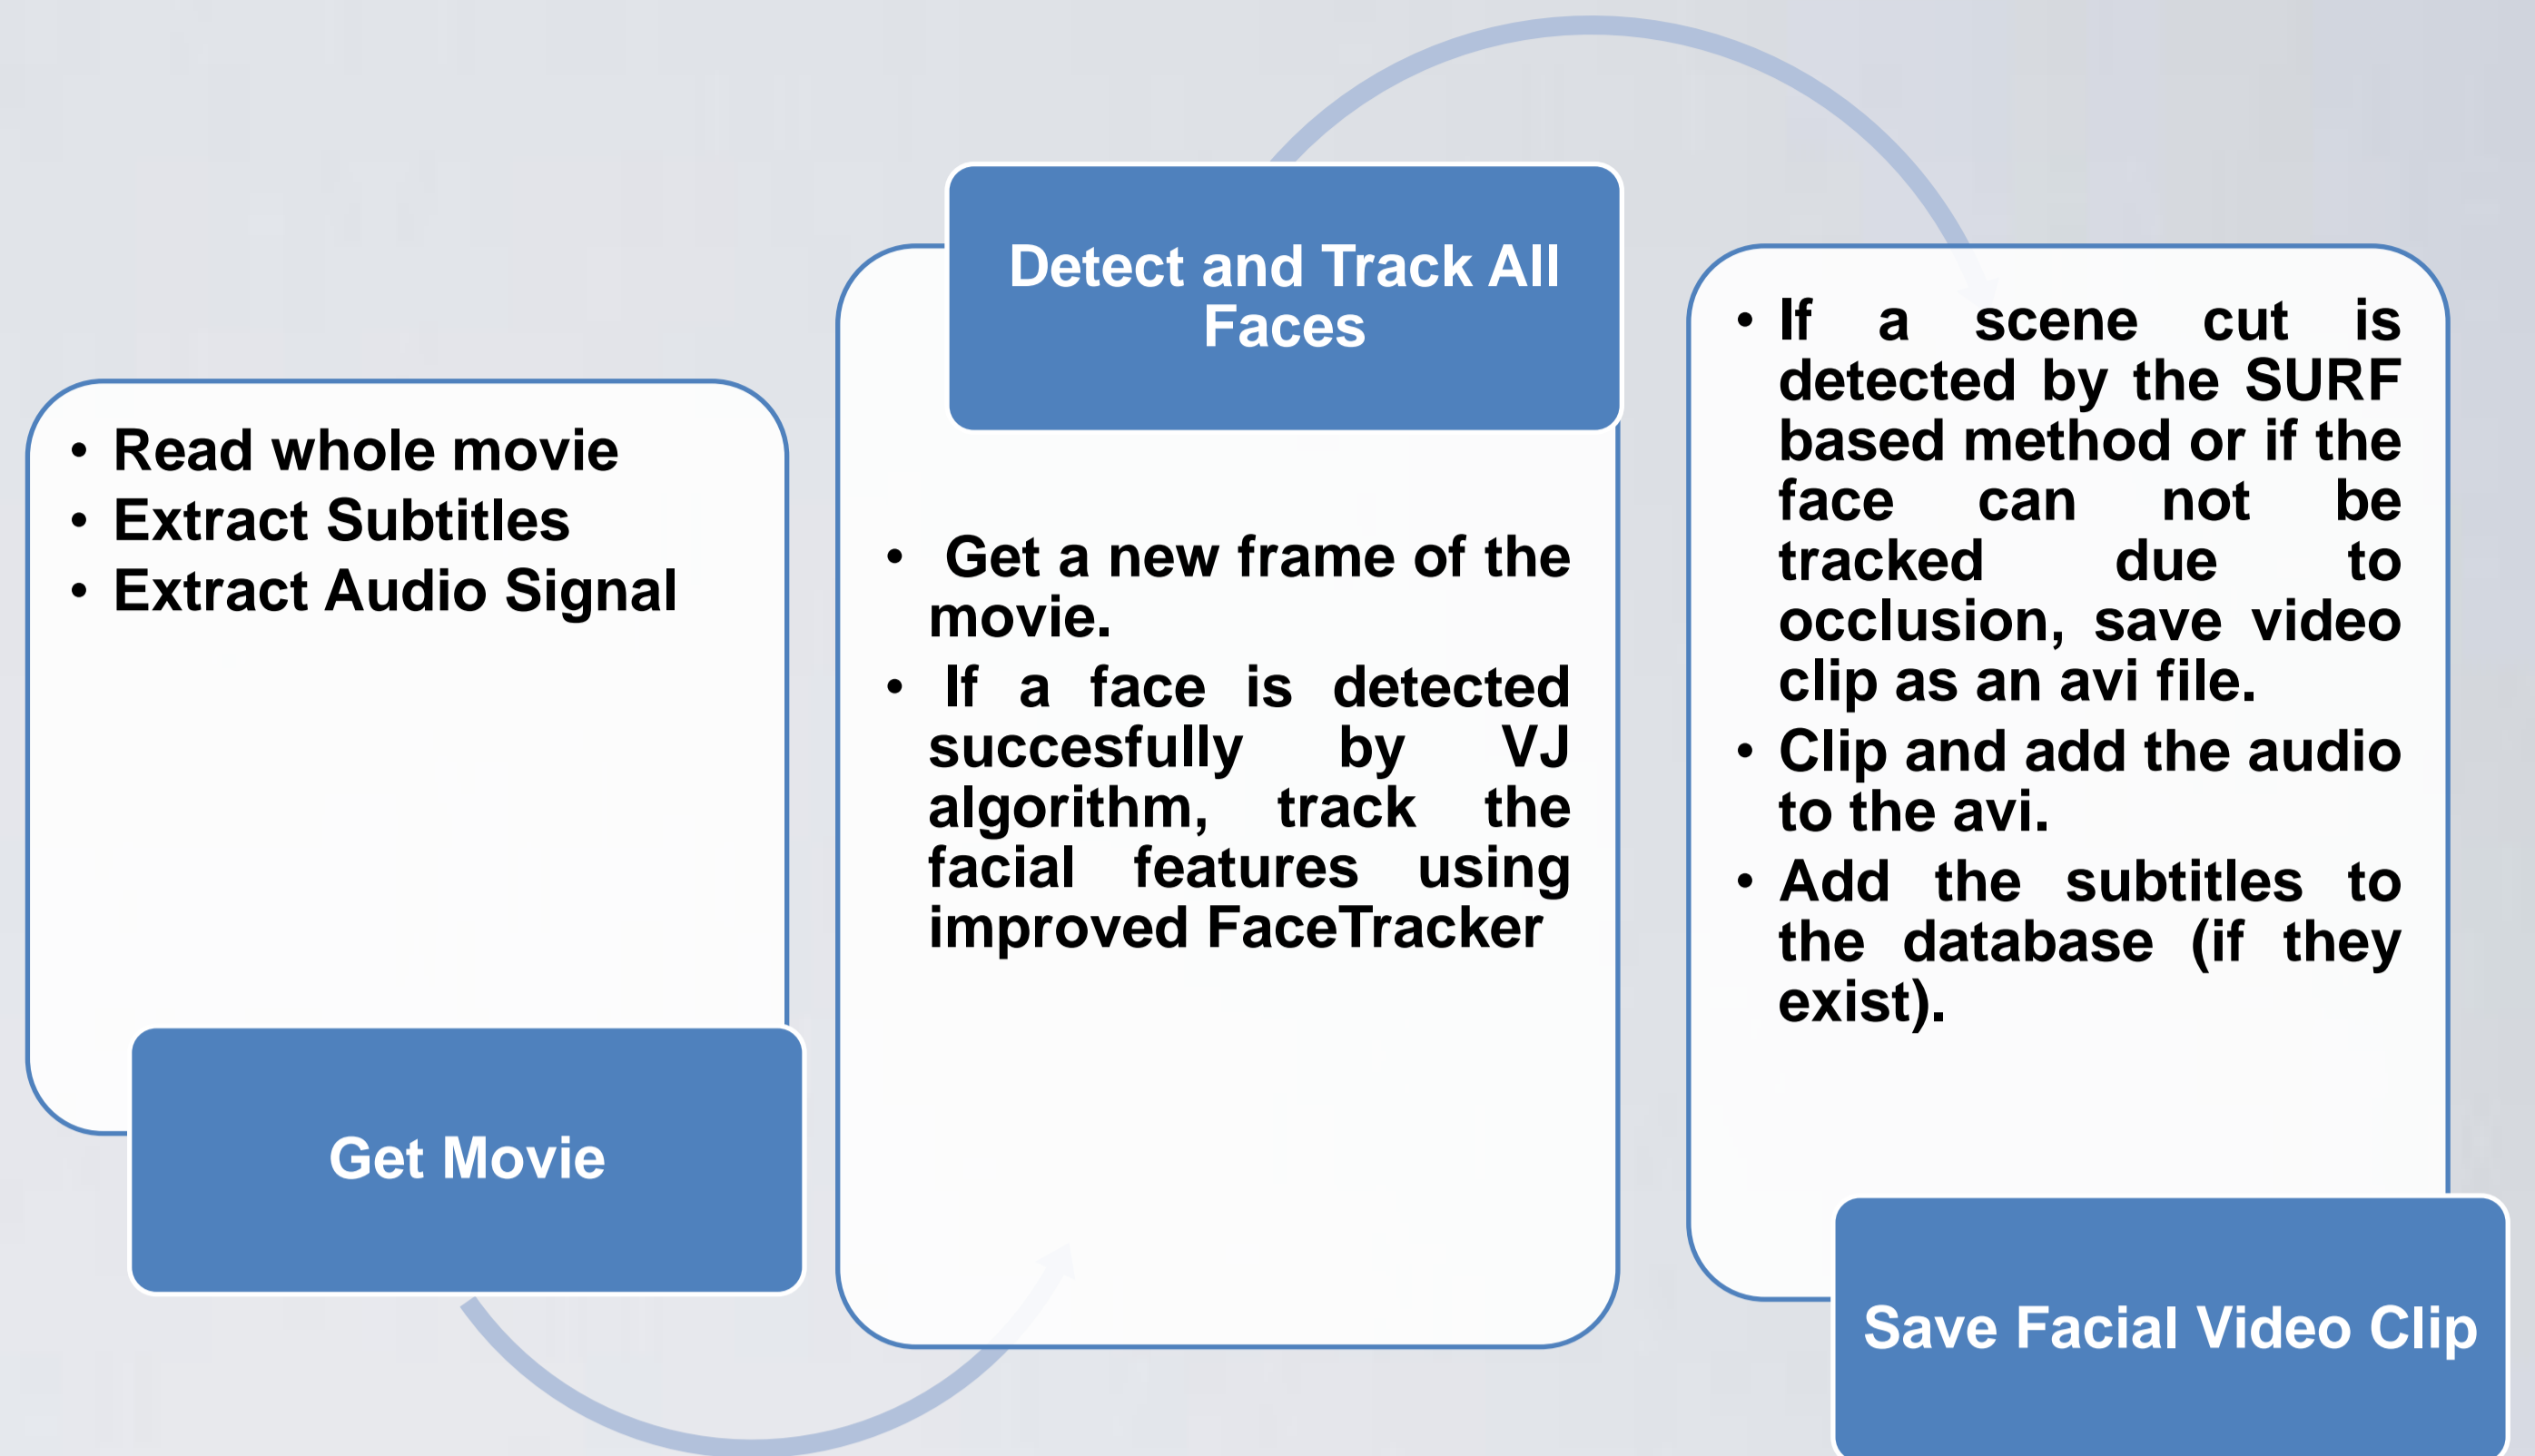 • Read whole movie
• Extract Subtitles
• Extract Audio Signal
Get Movie
Detect and Track All
Faces
• Get a new frame of the
movie.
• If a face is detected
succesfully by VJ
algorithm, track the
facial features using
improved FaceTracker
• If a scene cut is
detected by the SURF
based method or if the
face can not be
tracked due to
occlusion, save video
clip as an avi file.
• Clip and add the audio
to the avi.
• Add the subtitles to
the database (if they
exist).
Save Facial Video Clip